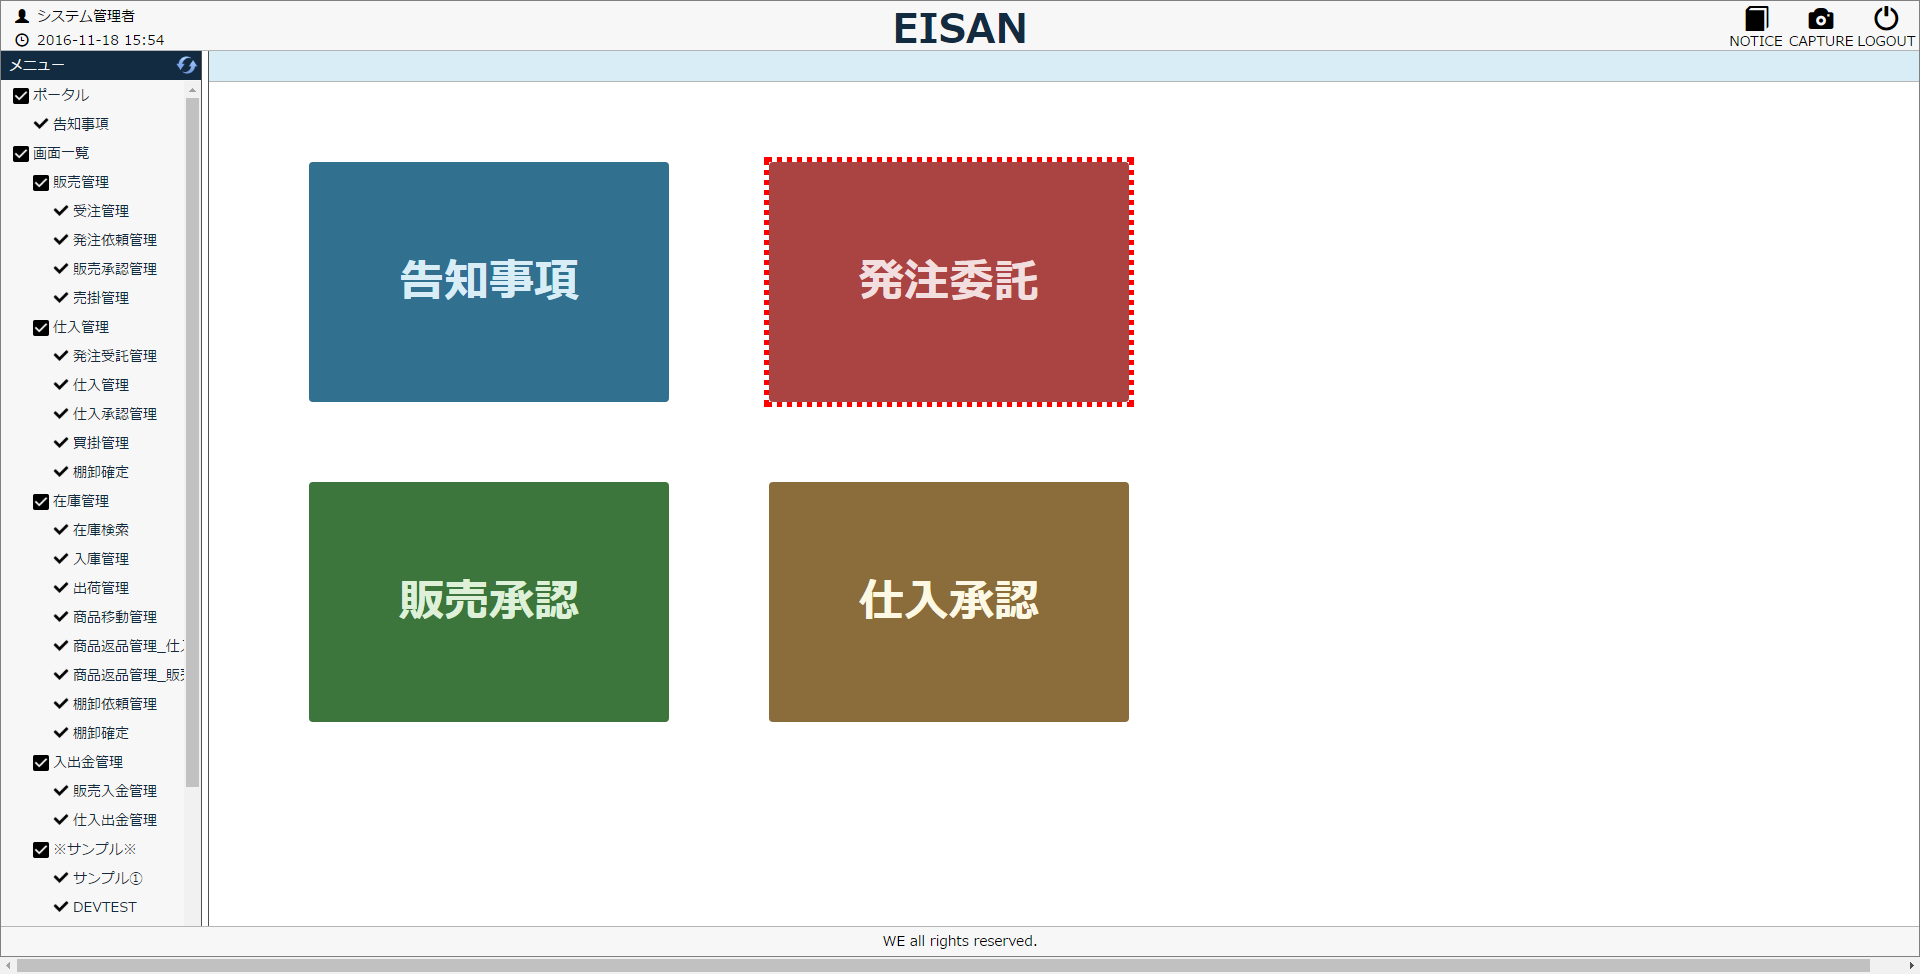 システム管理者
2016-11-18 15:54
EISAN
NOTICE CAPTURE LOGOUT
メニュー
ポータル
告知事項
画面一覧
販売管理
受注管理
発注依頼管理
販売承認管理
売掛管理
仕入管理
発注受託管理
仕入管理
仕入承認管理
買掛管理
棚卸確定
在庫管理
在庫検索
入庫管理
出荷管理
商品移動管理
商品返品管理_仕
商品返品管理_販
棚卸依頼管理
棚卸確定
入出金管理
販売入金管理
仕入出金管理
※サンプル※
サンプル①
DEVTEST
告知事項
発注委託
販売承認
仕入承認
WE all rights reserved.